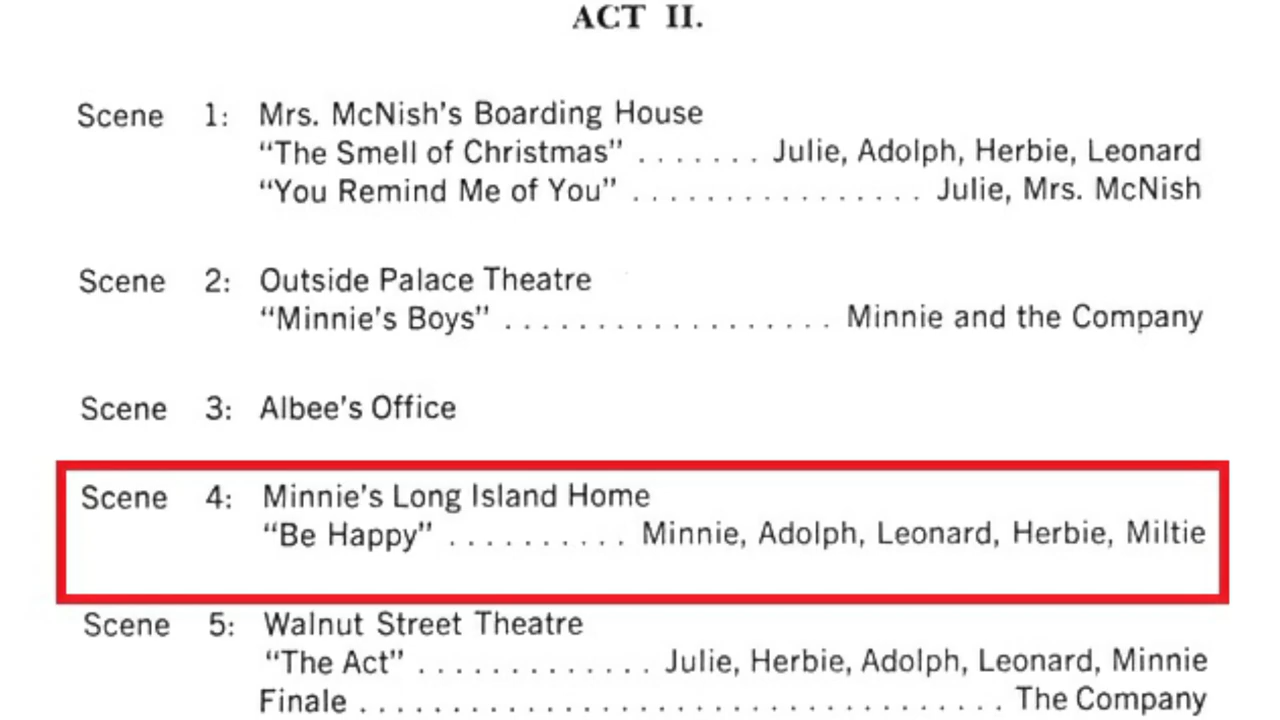 ACT II.
Scene 1: Mrs. McNish's Boarding House
"The Smell of Christmas" ....... Julie, Adolph, Herbie, Leonard
"You Remind Me of You" ................ Julie, Mrs. McNish
Scene 2: Outside Palace Theatre
"Minnie's Boys" .................. Minnie and the Company
Scene 3: Albee's Office
Scene 4: Minnie's Long Island Home
"Be Happy" .......... Minnie, Adolph, Leonard, Herbie, Miltie
Scene 5: Walnut Street Theatre
"The Act" ............. Julie, Herbie, Adolph, Leonard, Minnie
Finale ................................... The Company